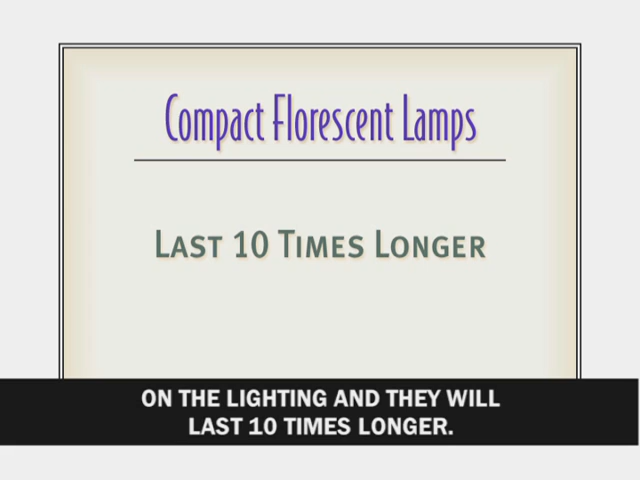 Compact Florescent Lamps
Last 10 Times Longer
ON THE LIGHTING AND THEY WILL
LAST 10 TIMES LONGER.